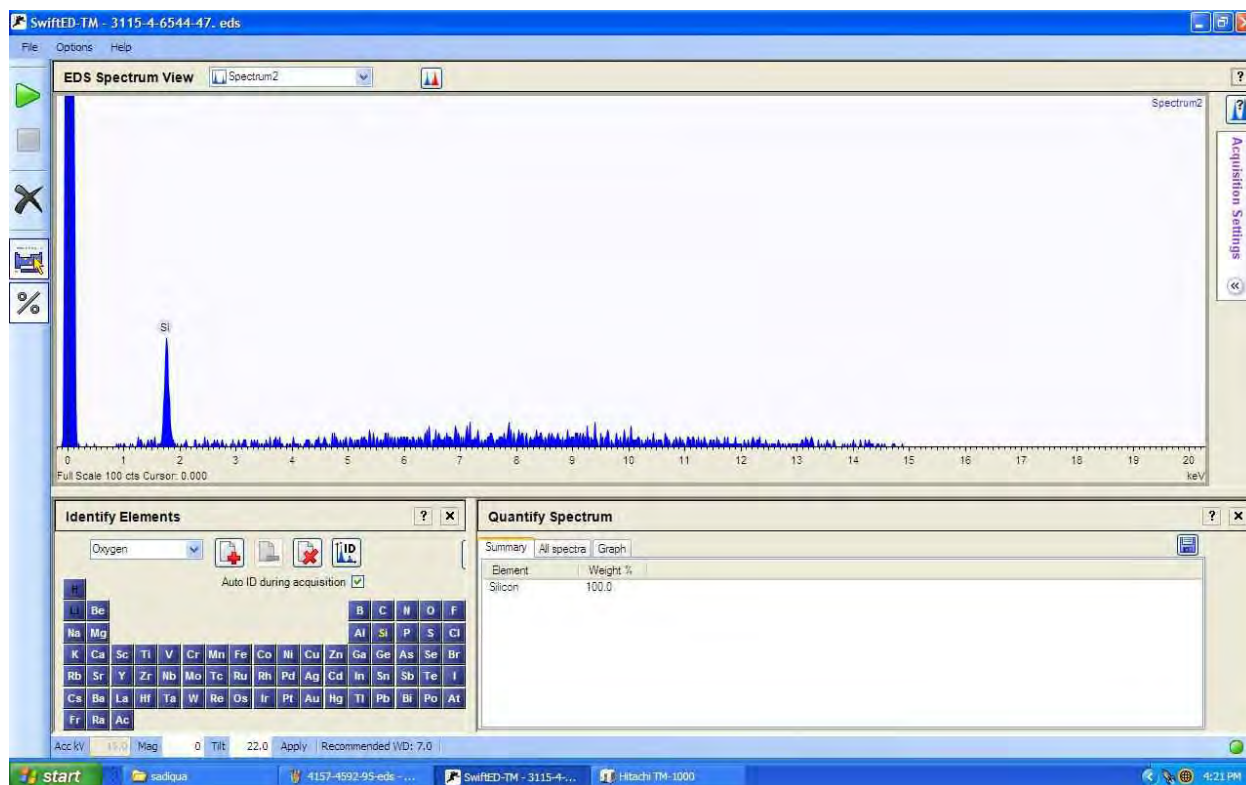 SwiftED-TM - 3115-4-6544-47. eds
File Options Help
EDS Spectrum View Spectrum2 ?
Spectrum2
Acquisition Settings
Si
0 1 2 3 4 5 6 7 8 9 10 11 12 13 14 15 16 17 18 19 20
Full Scale 100 cts Cursor: 0.000 keV
Identify Elements ?
Oxygen ID
Auto ID during acquisition
H
Li Be B C N O F
Na Mg Al Si P S Cl
K Ca Sc Ti V Cr Mn Fe Co Ni Cu Zn Ga Ge As Se Br
Rb Sr Y Zr Nb Mo Tc Ru Rh Pd Ag Cd In Sn Sb Te I
Cs Ba La Hf Ta W Re Os Ir Pt Au Hg Tl Pb Bi Po At
Fr Ra Ac
Quantify Spectrum ?
Summary All spectra Graph
Element Weight %
Silicon 100.0
Acc kV 15.0 Mag 0 Tilt 22.0 Apply Recommended WD: 7.0
start sadiqua 4157-4592-95-eds - ... SwiftED-TM - 3115-4-... Hitachi TM-1000 4:21 PM